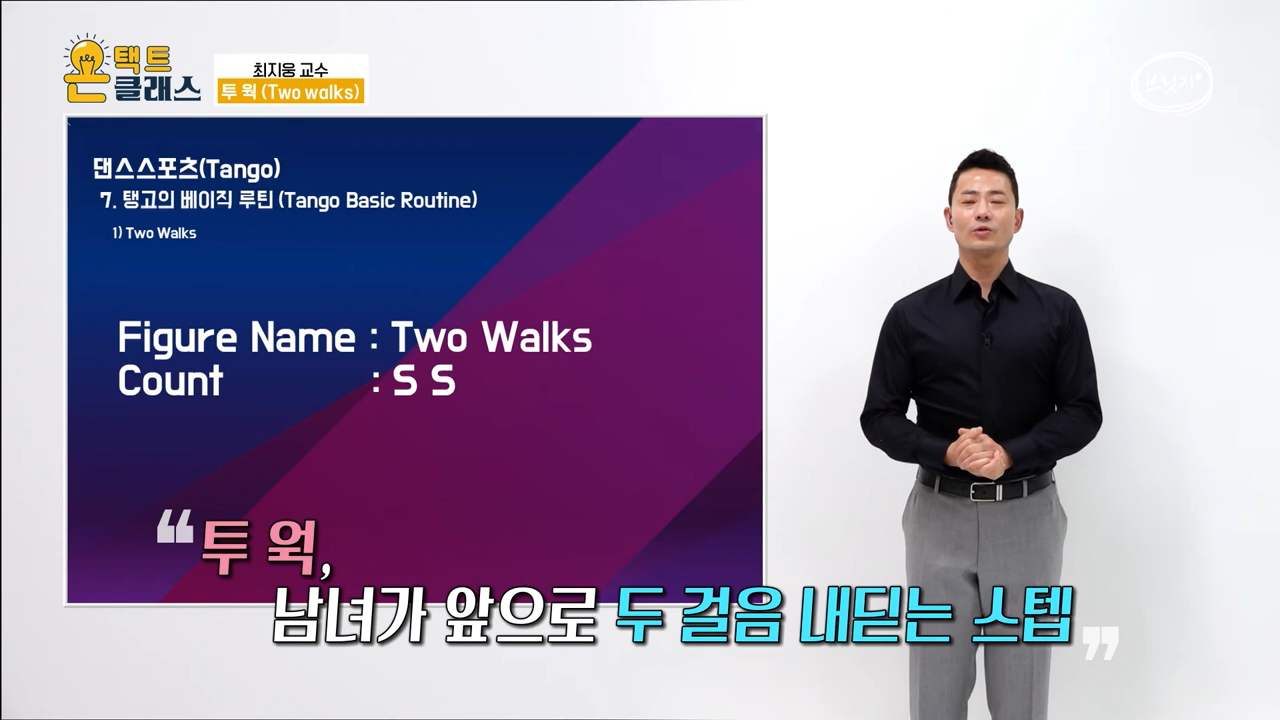 온택트
클래스
최지웅 교수
투 웍 (Two walks)
쓰잇지
댄스스포츠(Tango)
7. 탱고의 베이직 루틴 (Tango Basic Routine)
1) Two Walks
Figure Name : Two Walks
Count : S S
“투 웍,
남녀가 앞으로 두 걸음 내딛는 스텝”